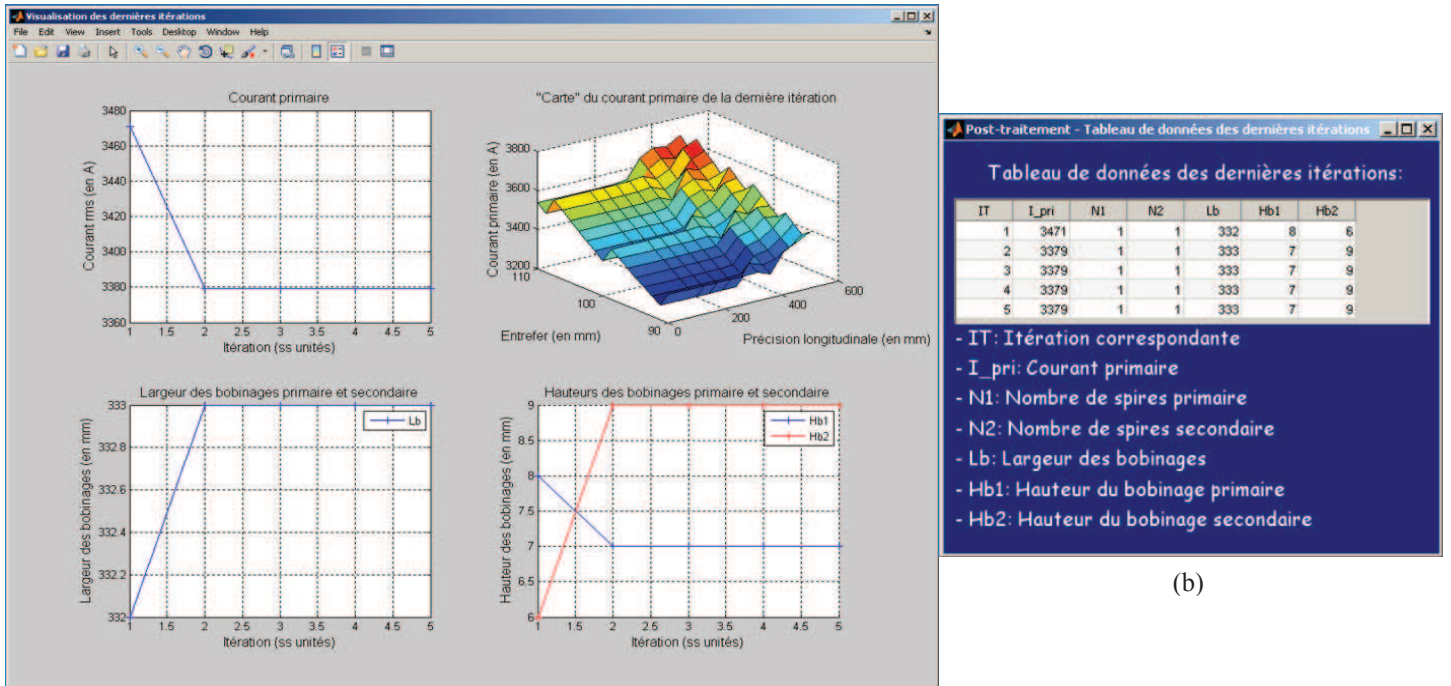 Visualisation des dernières itérations
File Edit View Insert Tools Desktop Window Help
Courant primaire
3480
3460
3440
3420
3400
3380
3360
Courant rms (en A)
1 1.5 2 2.5 3 3.5 4 4.5 5
Itération (ss unités)
"Carte" du courant primaire de la dernière itération
3800
3600
3400
3200
Courant primaire (en A)
110
100
90
0
200
400
600
Entrefer (en mm)
Précision longitudinale (en mm)
Largeur des bobinages primaire et secondaire
333
332.8
332.6
332.4
332.2
332
Largeur des bobinages (en mm)
Lb
1 1.5 2 2.5 3 3.5 4 4.5 5
Itération (ss unités)
Hauteurs des bobinages primaire et secondaire
9
8.5
8
7.5
7
6.5
6
Hauteur des bobinages (en mm)
Hb1
Hb2
1 1.5 2 2.5 3 3.5 4 4.5 5
Itération (ss unités)
Post-traitement - Tableau de données des dernières itérations
Tableau de données des dernières itérations:
IT I_pri N1 N2 Lb Hb1 Hb2
1 3471 1 1 332 8 6
2 3379 1 1 333 7 9
3 3379 1 1 333 7 9
4 3379 1 1 333 7 9
5 3379 1 1 333 7 9
- IT: Itération correspondante
- I_pri: Courant primaire
- N1: Nombre de spires primaire
- N2: Nombre de spires secondaire
- Lb: Largeur des bobinages
- Hb1: Hauteur du bobinage primaire
- Hb2: Hauteur du bobinage secondaire
(b)